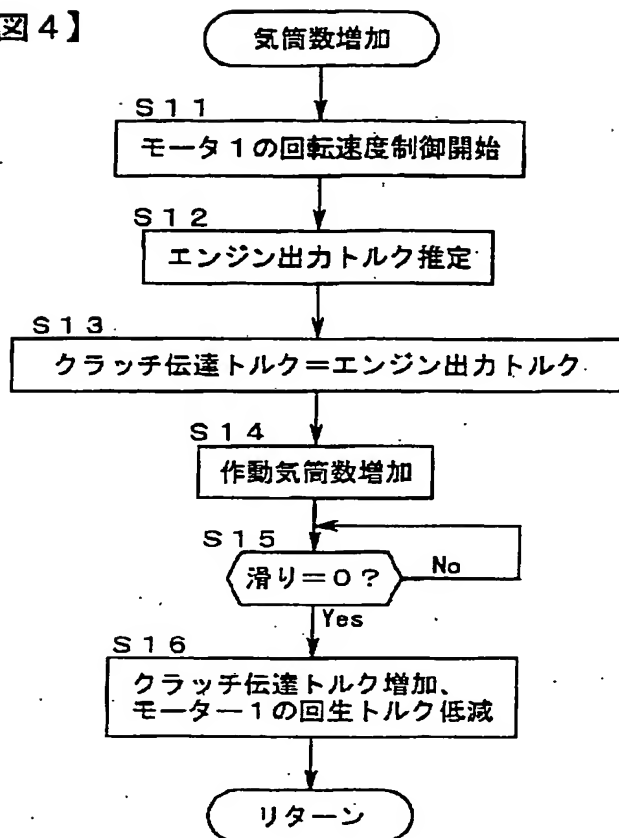 図４】
気筒数増加
Ｓ１１
モータ１の回転速度制御開始
Ｓ１２
エンジン出力トルク推定
Ｓ１３
クラッチ伝達トルク＝エンジン出力トルク
Ｓ１４
作動気筒数増加
Ｓ１５
滑り＝０？
No
Yes
Ｓ１６
クラッチ伝達トルク増加、
モーター１の回生トルク低減
リターン